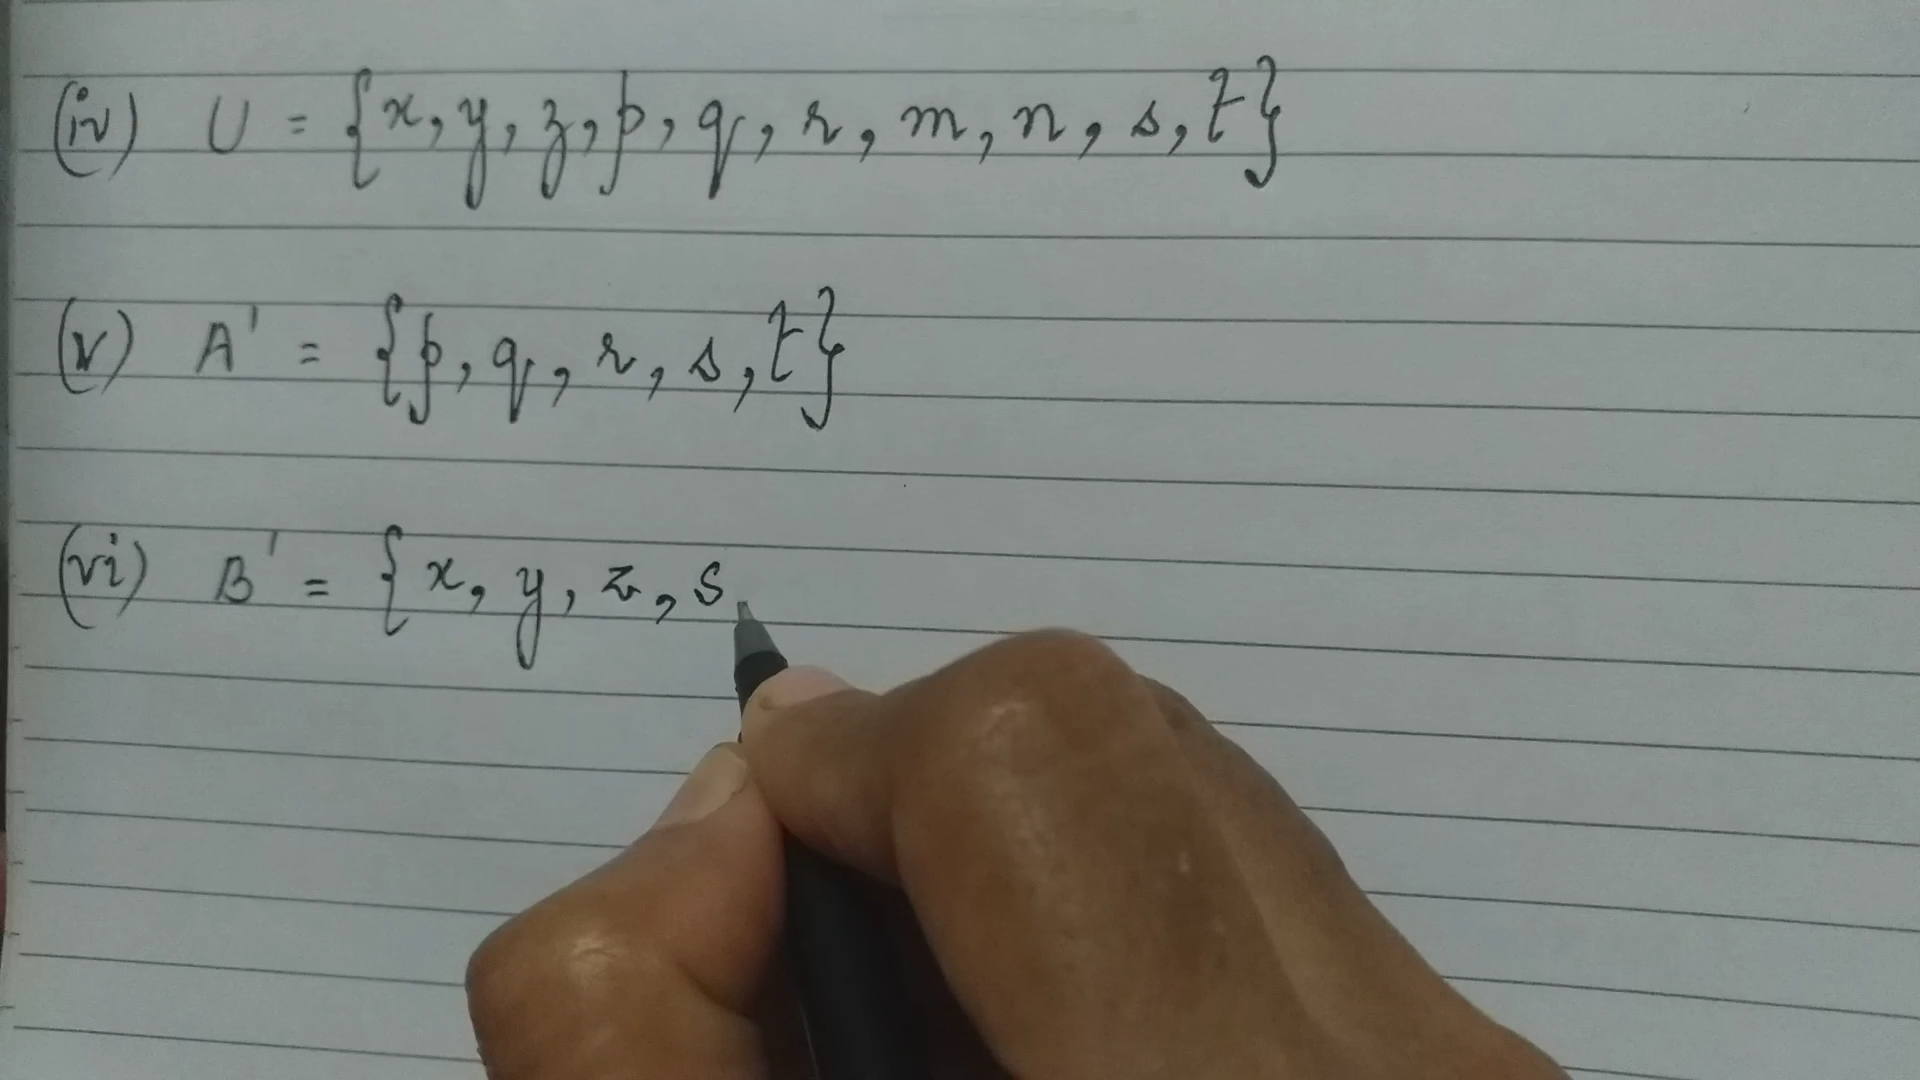 (iv) U = {x, y, z, p, q, r, m, n, s, t}
(v) A' = {p, q, r, s, t}
(vi) B' = {x, y, z, s